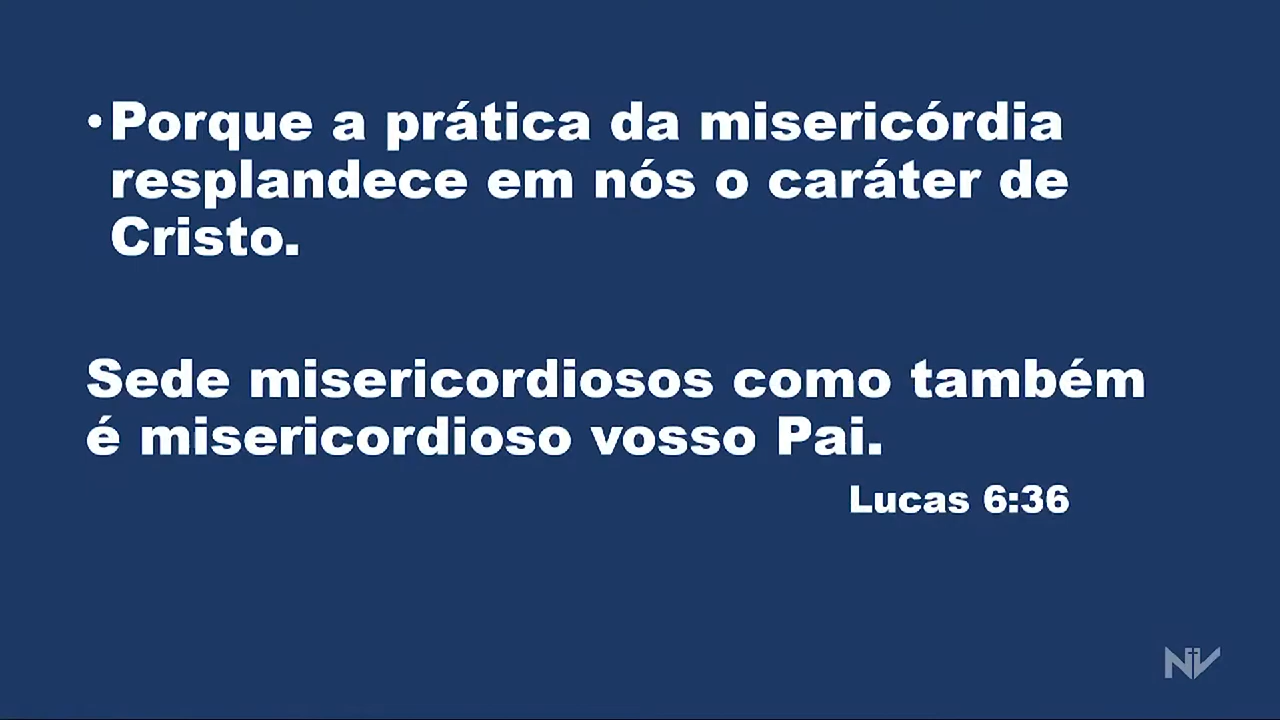 •Porque a prática da misericórdia
resplandece em nós o caráter de
Cristo.
Sede misericordiosos como também
é misericordioso vosso Pai.
Lucas 6:36
NV